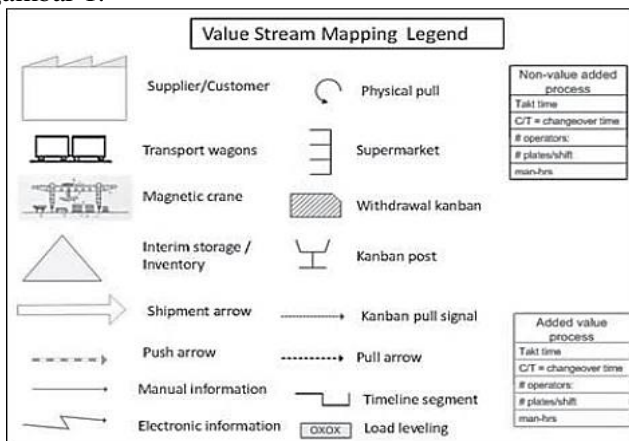 gambar 1.
Value Stream Mapping Legend
Supplier/Customer
Transport wagons
Magnetic crane
Interim storage /
Inventory
Shipment arrow
Push arrow
Manual information
Electronic information
Physical pull
Supermarket
Withdrawal kanban
Kanban post
Kanban pull signal
Pull arrow
Timeline segment
OXOX
Load leveling
Non-value added
process
Takt time
C/T = changeover time
# operators:
# plates/shift
man-hrs
Added value
process
Takt time
C/T = changeover time
# operators:
# plates/shift
man-hrs